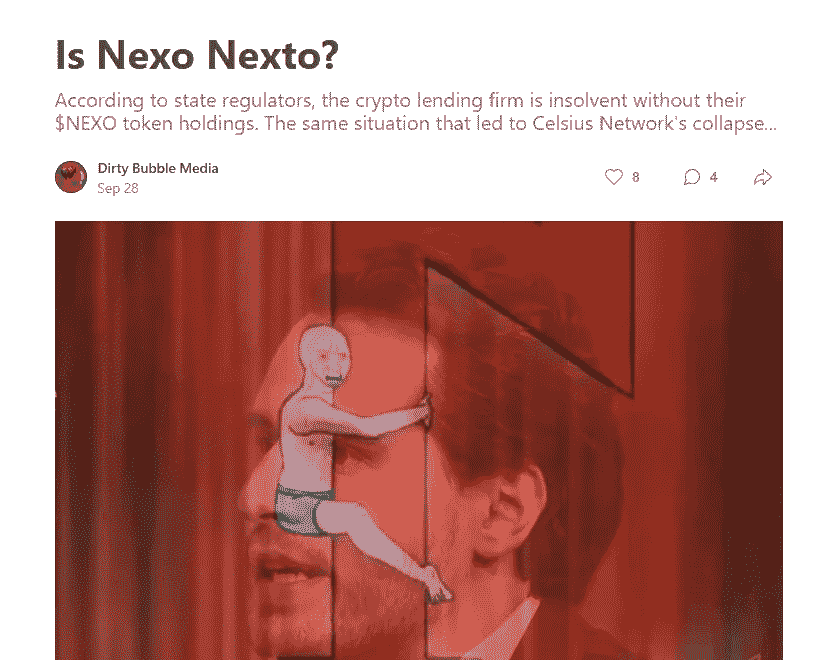 Is Nexo Nexto?
According to state regulators, the crypto lending firm is insolvent without their
$NEXO token holdings. The same situation that led to Celsius Network's collapse...
Dirty Bubble Media
Sep 28
8
4